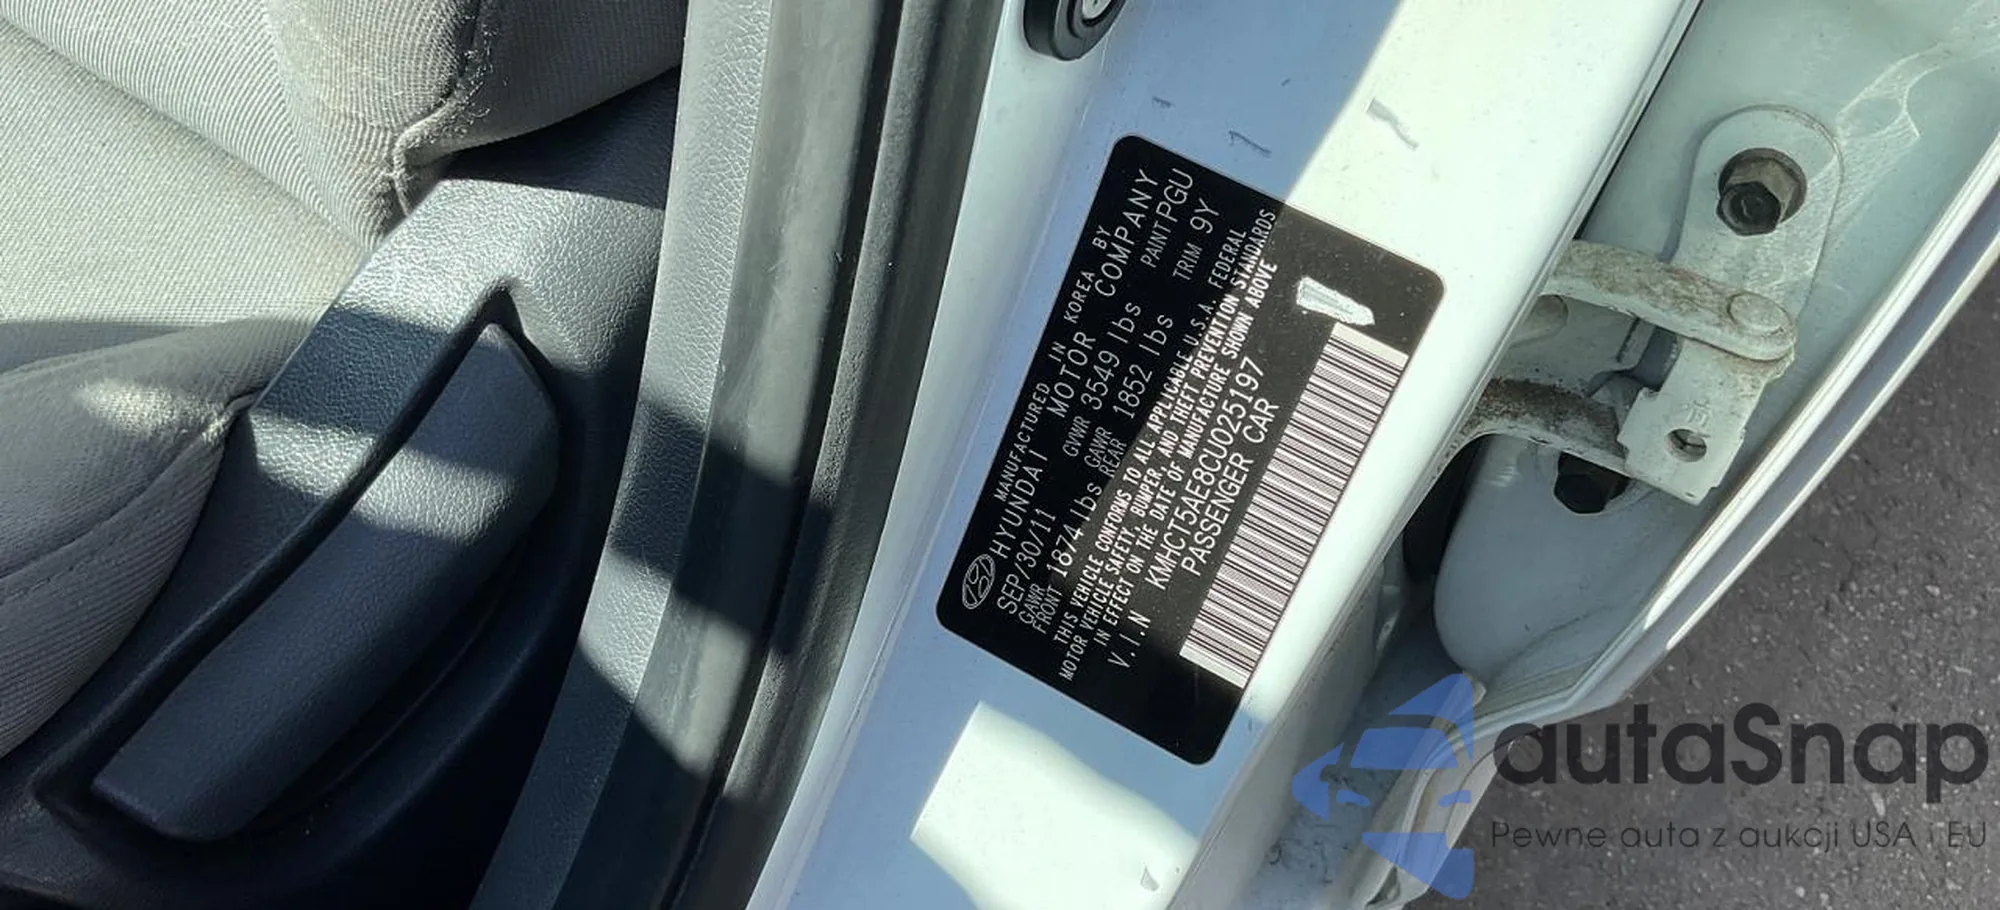 MANUFACTURED IN KOREA BY
HYUNDAI MOTOR COMPANY
SEP/30/11 GVWR 3549 lbs PAINT PGU
GAWR FRONT 1874 lbs GAWR REAR 1852 lbs TRIM 9Y
THIS VEHICLE CONFORMS TO ALL APPLICABLE U.S.A. FEDERAL
MOTOR VEHICLE SAFETY, BUMPER, AND THEFT PREVENTION STANDARDS
IN EFFECT ON THE DATE OF MANUFACTURE SHOWN ABOVE
V.I.N KMHCT5AE8CU025197
PASSENGER CAR
autaSnap
Pewne auta z aukcji USA i EU